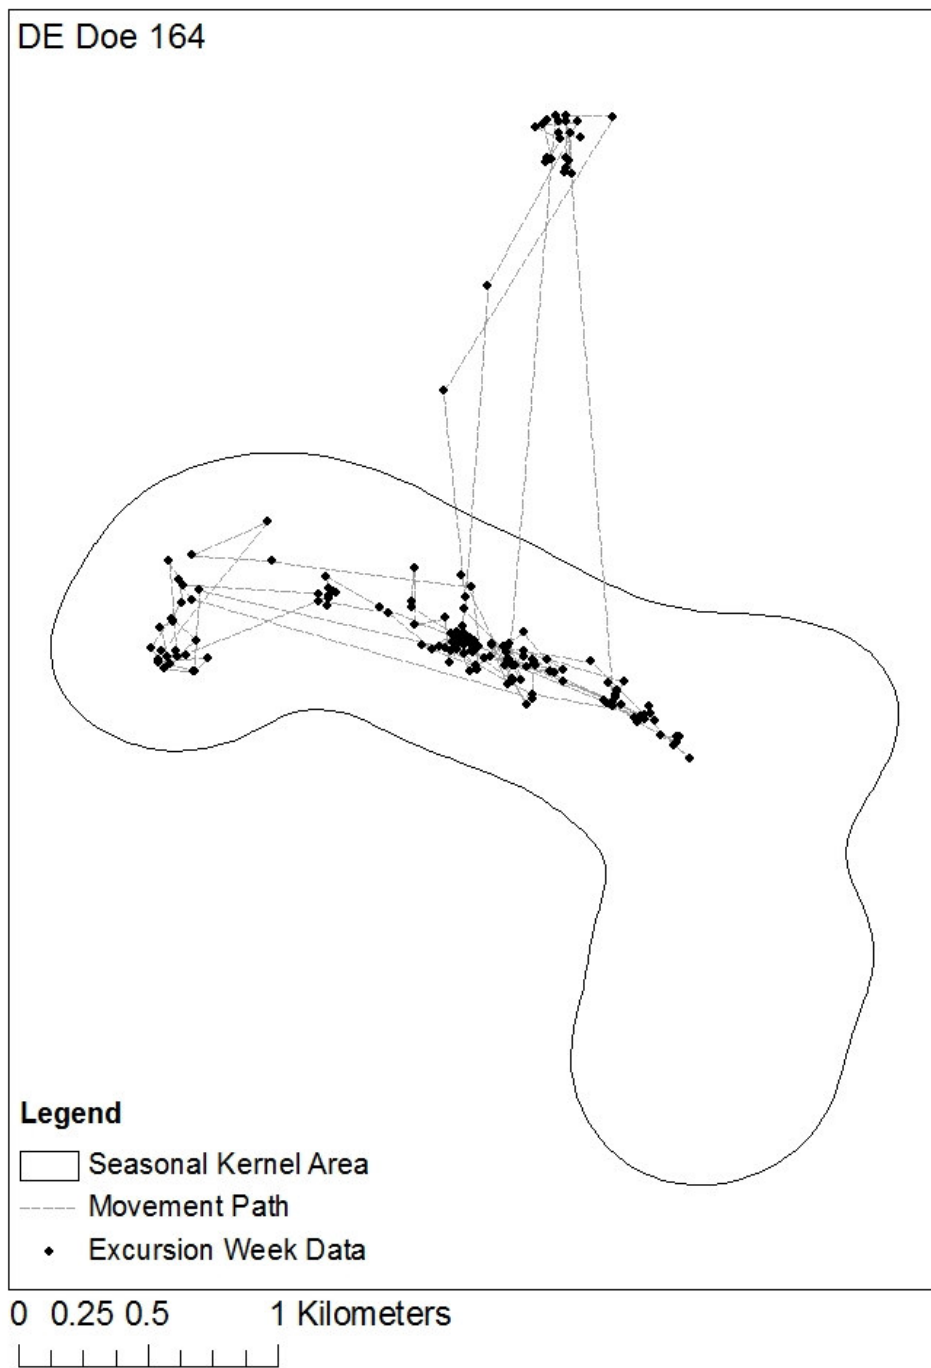 DE Doe 164
Legend
Seasonal Kernel Area
Movement Path
Excursion Week Data
0 0.25 0.5 1 Kilometers